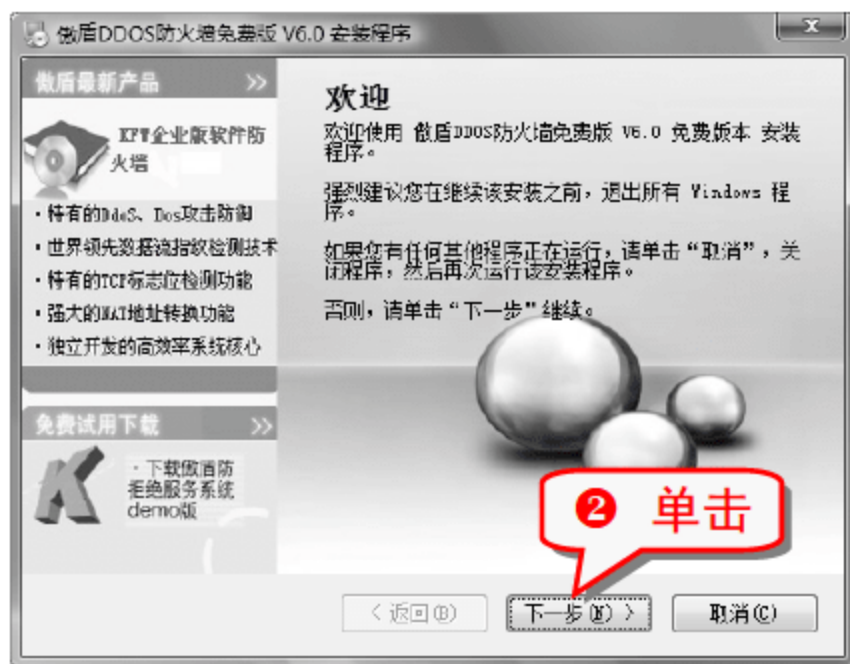 傲盾DDOS防火墙免费版 V6.0 安装程序
傲盾最新产品 >>
KFW企业版软件防
火墙
·特有的DdoS、Dos攻击防御
·世界领先数据流指纹检测技术
·特有的TCP标志位检测功能
·强大的NAT地址转换功能
·独立开发的高效率系统核心
免费试用下载 >>
·下载傲盾防
拒绝服务系统
demo版
欢迎
欢迎使用 傲盾DDOS防火墙免费版 V6.0 免费版本 安装
程序。
强烈建议您在继续该安装之前，退出所有 Windows 程
序。
如果您有任何其他程序正在运行，请单击“取消”，关
闭程序，然后再次运行该安装程序。
否则，请单击“下一步”继续。
❷ 单击
< 返回(B)
下一步(N) >
取消(C)